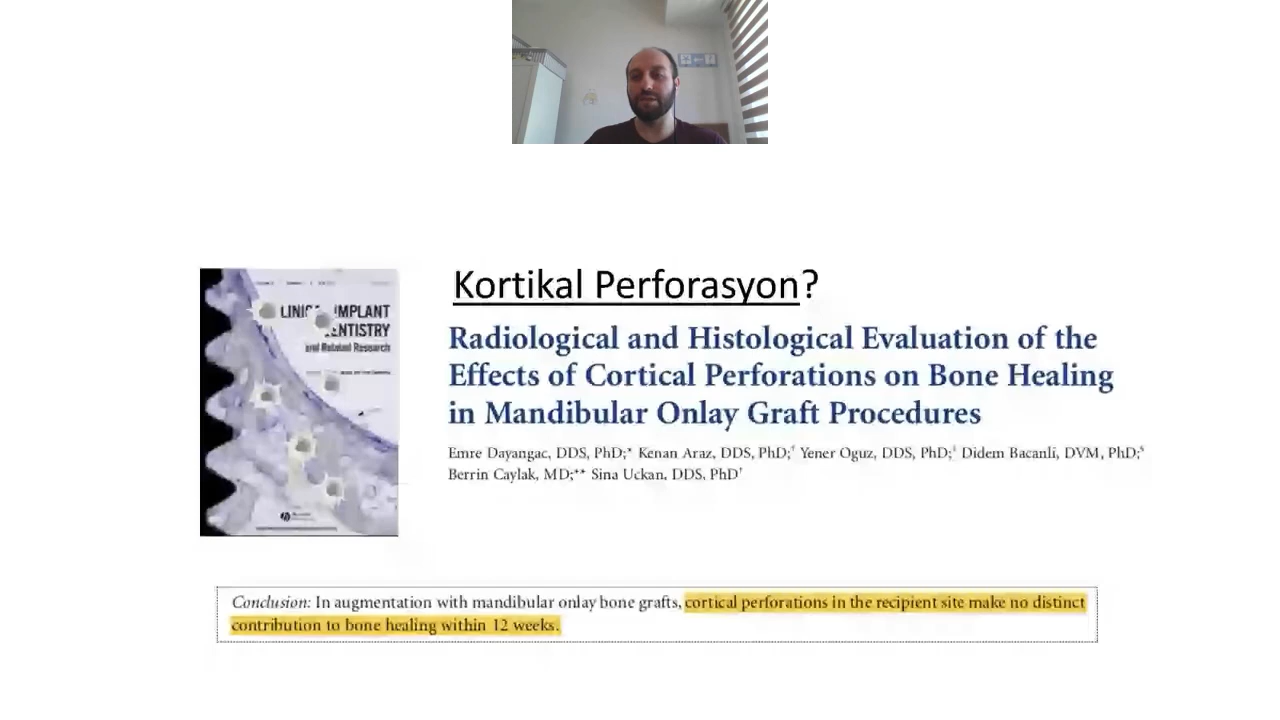 Kortikal Perforasyon?
LINIC IMPLANT
ENTISTRY
and Related Research
Radiological and Histological Evaluation of the
Effects of Cortical Perforations on Bone Healing
in Mandibular Onlay Graft Procedures
Emre Dayangac, DDS, PhD;* Kenan Araz, DDS, PhD;† Yener Oguz, DDS, PhD;‡ Didem Bacanli, DVM, PhD;§
Berrin Caylak, MD;** Sina Uckan, DDS, PhD†
Conclusion: In augmentation with mandibular onlay bone grafts, cortical perforations in the recipient site make no distinct
contribution to bone healing within 12 weeks.